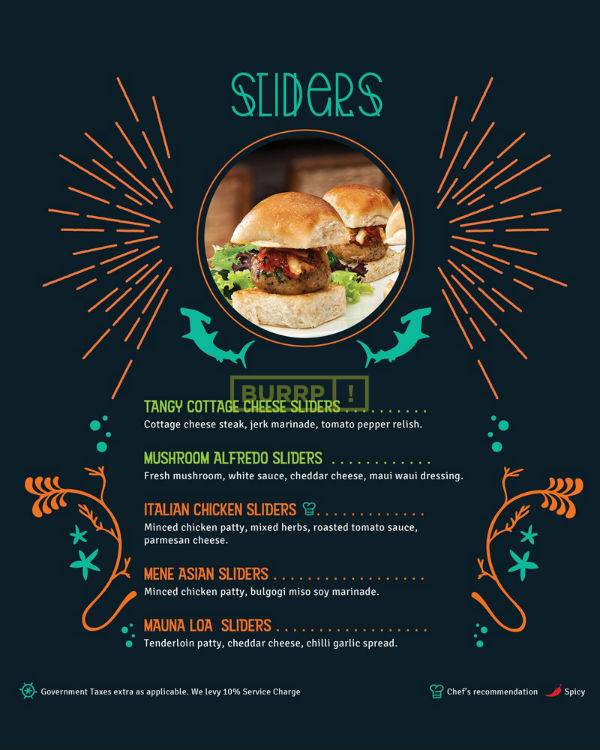 SLIDERS
BURRP !
TANGY COTTAGE CHEESE SLIDERS . . . . . . . . . .
Cottage cheese steak, jerk marinade, tomato pepper relish.
MUSHROOM ALFREDO SLIDERS . . . . . . . . . . . .
Fresh mushroom, white sauce, cheddar cheese, maui waui dressing.
ITALIAN CHICKEN SLIDERS . . . . . . . . . . . . .
Minced chicken patty, mixed herbs, roasted tomato sauce,
parmesan cheese.
MENE ASIAN SLIDERS . . . . . . . . . . . . . . . . . .
Minced chicken patty, bulgogi miso soy marinade.
MAUNA LOA SLIDERS . . . . . . . . . . . . . . . . . .
Tenderloin patty, cheddar cheese, chilli garlic spread.
Government Taxes extra as applicable. We levy 10% Service Charge
Chef's recommendation
Spicy